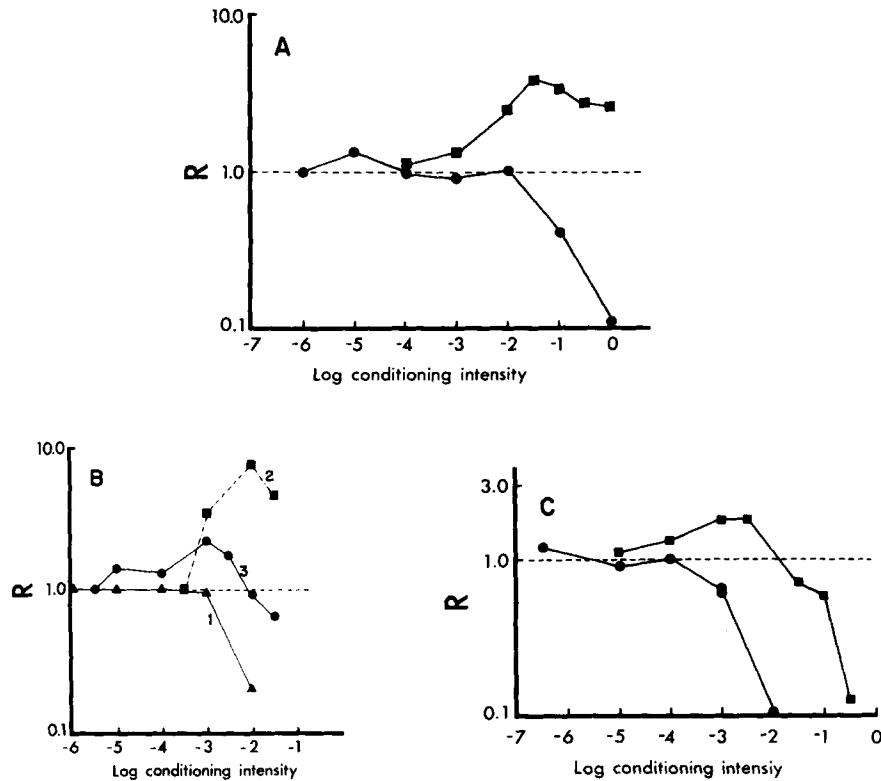 A
10.0
1.0
0.1
R
-7 -6 -5 -4 -3 -2 -1 0
Log conditioning intensity
B
10.0
1.0
0.1
R
2
3
1
-6 -5 -4 -3 -2 -1
Log conditioning intensity
C
3.0
1.0
0.1
R
-7 -6 -5 -4 -3 -2 -1 0
Log conditioning intensiy